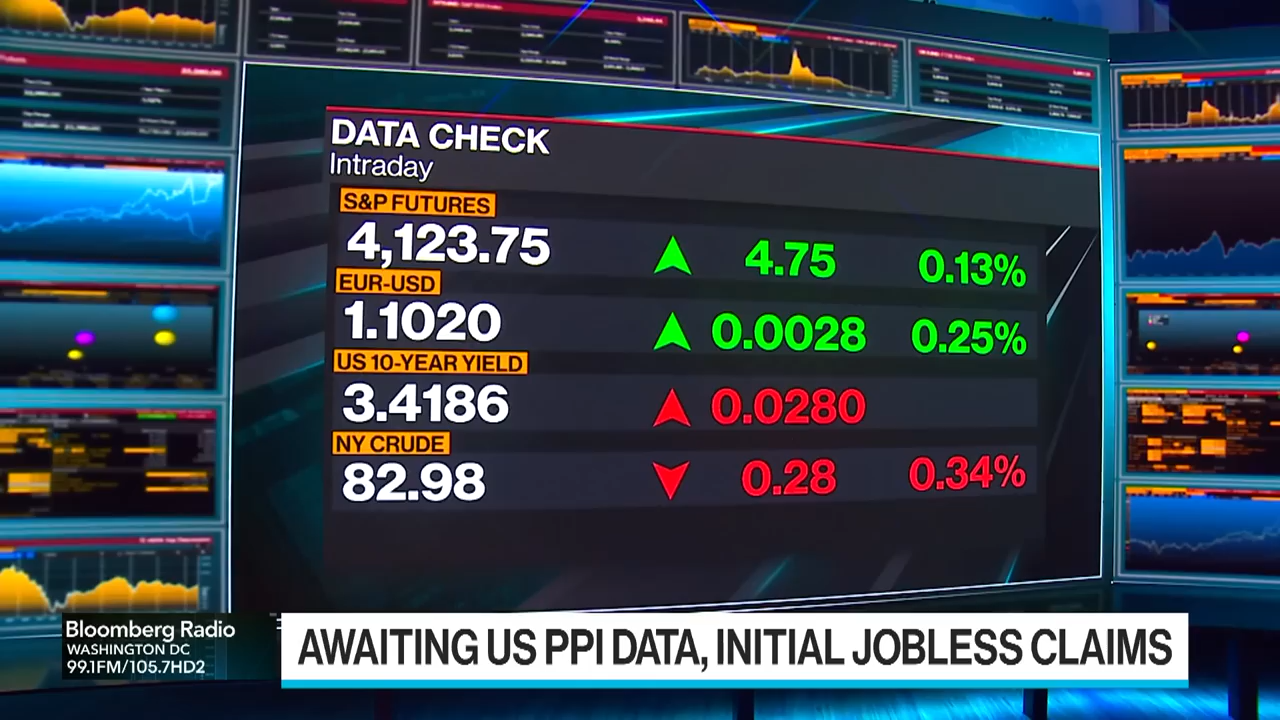 DATA CHECK
Intraday
S&P FUTURES
4,123.75 4.75 0.13%
EUR-USD
1.1020 0.0028 0.25%
US 10-YEAR YIELD
3.4186 0.0280
NY CRUDE
82.98 0.28 0.34%
Bloomberg Radio
WASHINGTON DC
99.1FM/105.7HD2
AWAITING US PPI DATA, INITIAL JOBLESS CLAIMS